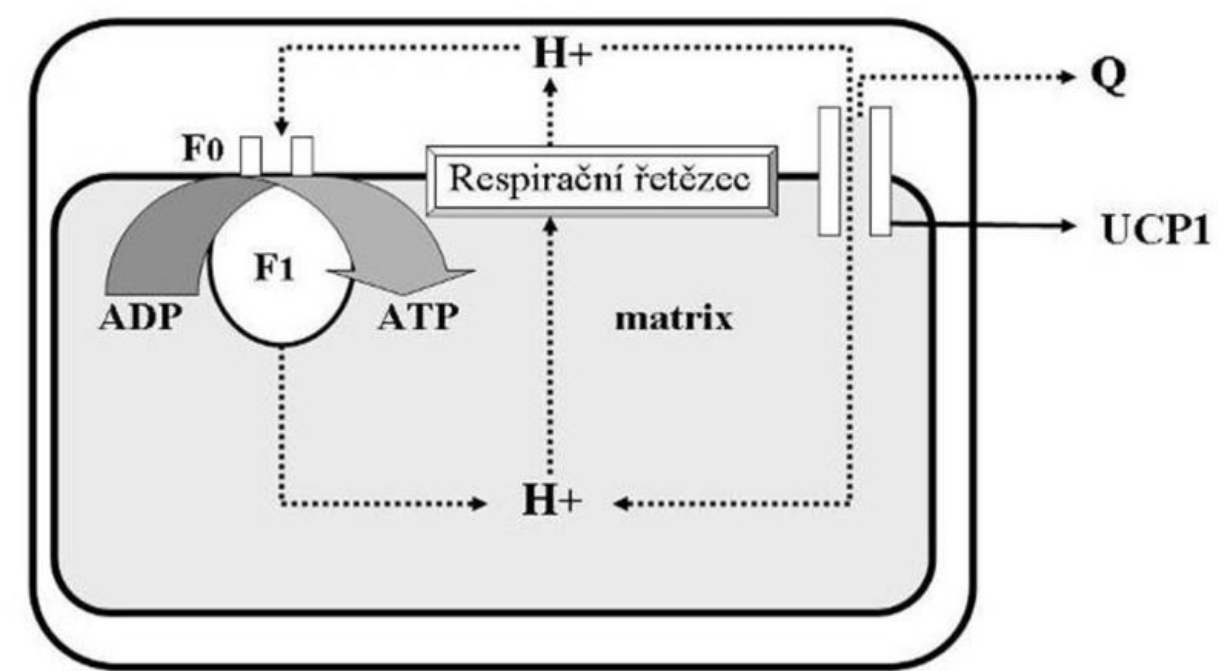 H+
Q
F0
Respirační řetězec
UCP1
F1
ADP
ATP
matrix
H+